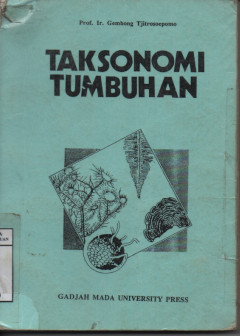 Prof. Ir. Gembong Tjitrosoepomo
TAKSONOMI
TUMBUHAN
GADJAH MADA UNIVERSITY PRESS